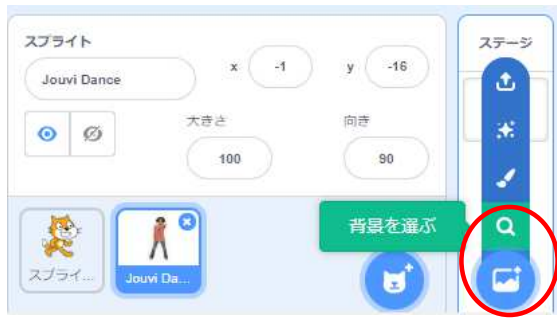 スプライト
Jouvi Dance
x -1
y -16
大きさ
100
向き
90
ステージ
背景を選ぶ
スプライ...
Jouvi Da...